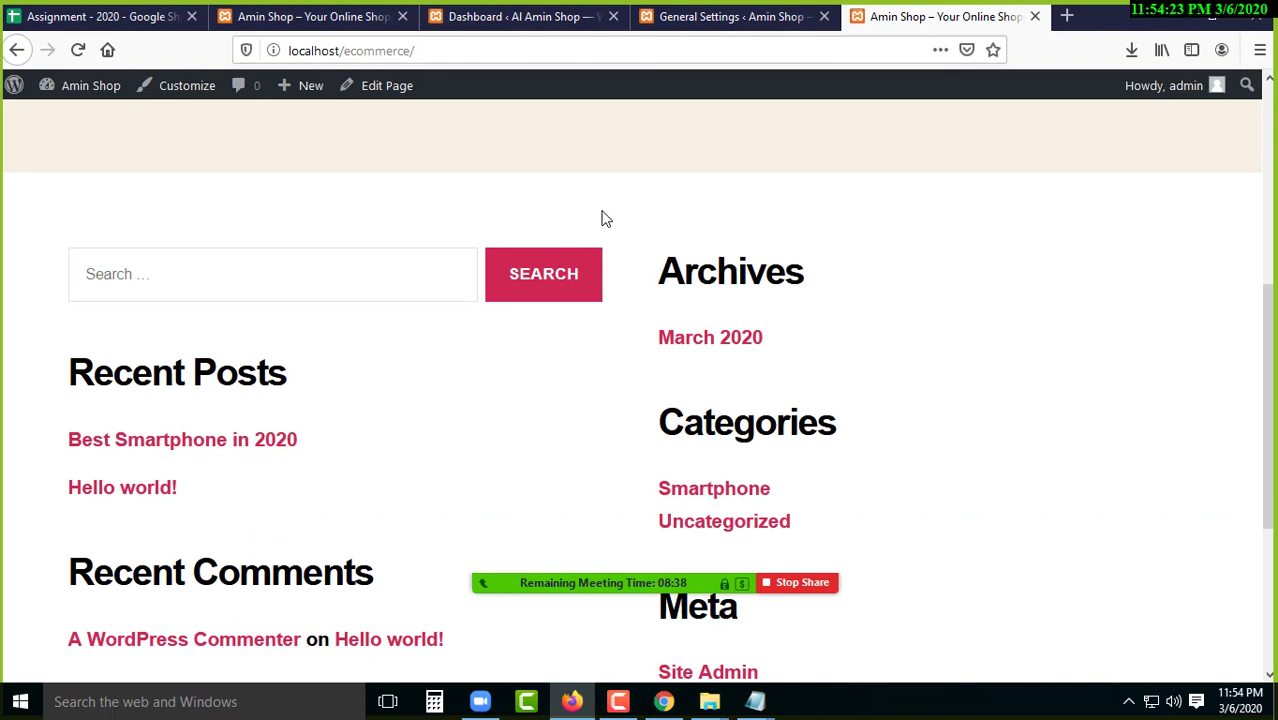 11:54:23 PM 3/6/2020
Assignment - 2020 - Google Sh
Amin Shop – Your Online Shop
Dashboard ‹ Al Amin Shop — W
General Settings ‹ Amin Shop –
Amin Shop – Your Online Shop
localhost/ecommerce/
Amin Shop
Customize
0
New
Edit Page
Howdy, admin
Search …
SEARCH
Archives
March 2020
Recent Posts
Categories
Best Smartphone in 2020
Smartphone
Hello world!
Uncategorized
Recent Comments
Remaining Meeting Time: 08:38
$
Stop Share
Meta
A WordPress Commenter on Hello world!
Site Admin
Search the web and Windows
11:54 PM
3/6/2020